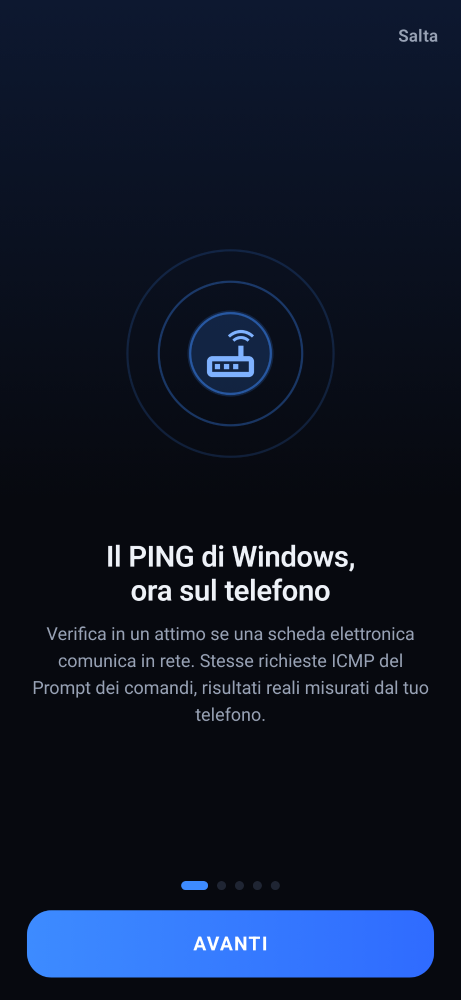 Salta
Il PING di Windows,
ora sul telefono
Verifica in un attimo se una scheda elettronica
comunica in rete. Stesse richieste ICMP del
Prompt dei comandi, risultati reali misurati dal tuo
telefono.
AVANTI